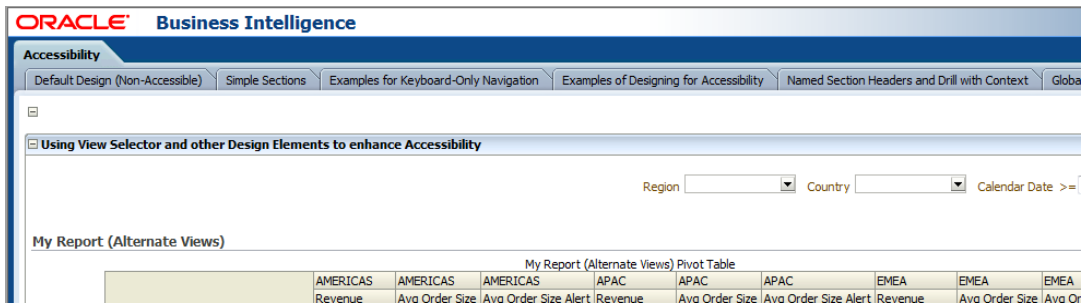 ORACLE Business Intelligence
Accessibility
Default Design (Non-Accessible) Simple Sections Examples for Keyboard-Only Navigation Examples of Designing for Accessibility Named Section Headers and Drill with Context Globa
Using View Selector and other Design Elements to enhance Accessibility
Region Country Calendar Date >=
My Report (Alternate Views)
My Report (Alternate Views) Pivot Table
AMERICAS AMERICAS AMERICAS APAC APAC APAC EMEA EMEA EMEA
Revenue Avg Order Size Avg Order Size Alert Revenue Avg Order Size Avg Order Size Alert Revenue Avg Order Size Avg Or